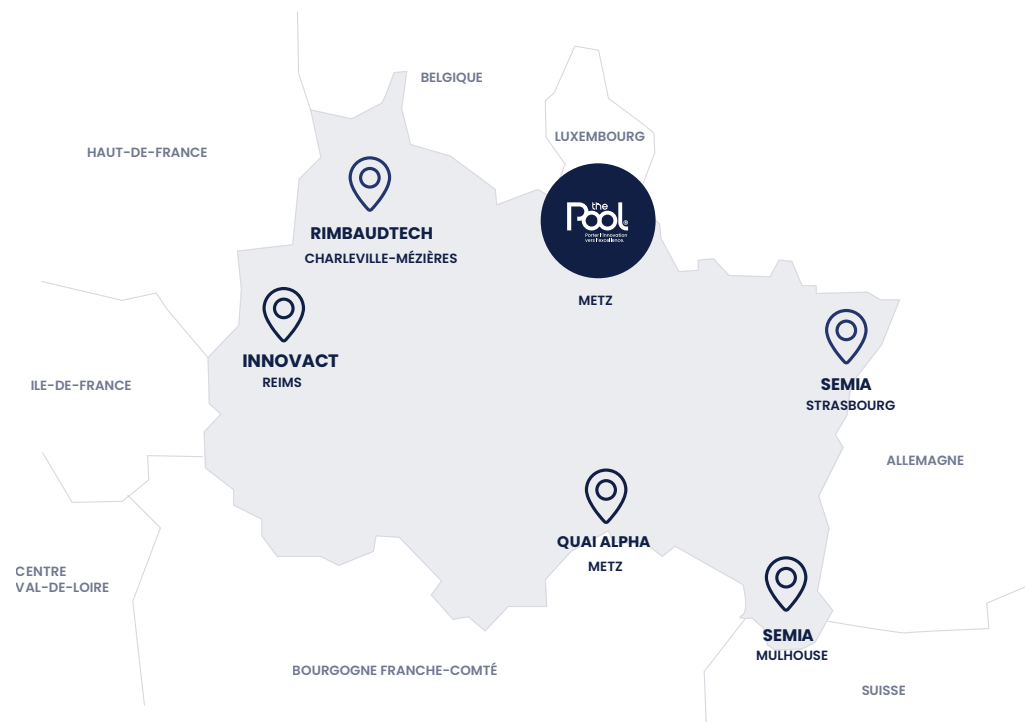 BELGIQUE
LUXEMBOURG
HAUT-DE-FRANCE
the
Pool®
Porter l'innovation
vers l'excellence.
RIMBAUDTECH
CHARLEVILLE-MÉZIÈRES
METZ
INNOVACT
REIMS
ILE-DE-FRANCE
SEMIA
STRASBOURG
ALLEMAGNE
QUAI ALPHA
METZ
CENTRE
VAL-DE-LOIRE
SEMIA
MULHOUSE
BOURGOGNE FRANCHE-COMTÉ
SUISSE